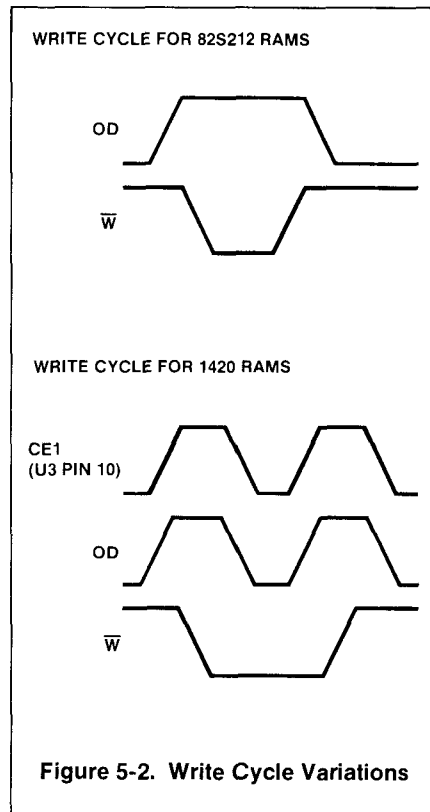 WRITE CYCLE FOR 82S212 RAMS
OD
W̅
WRITE CYCLE FOR 1420 RAMS
CE1
(U3 PIN 10)
OD
W̅
Figure 5-2. Write Cycle Variations